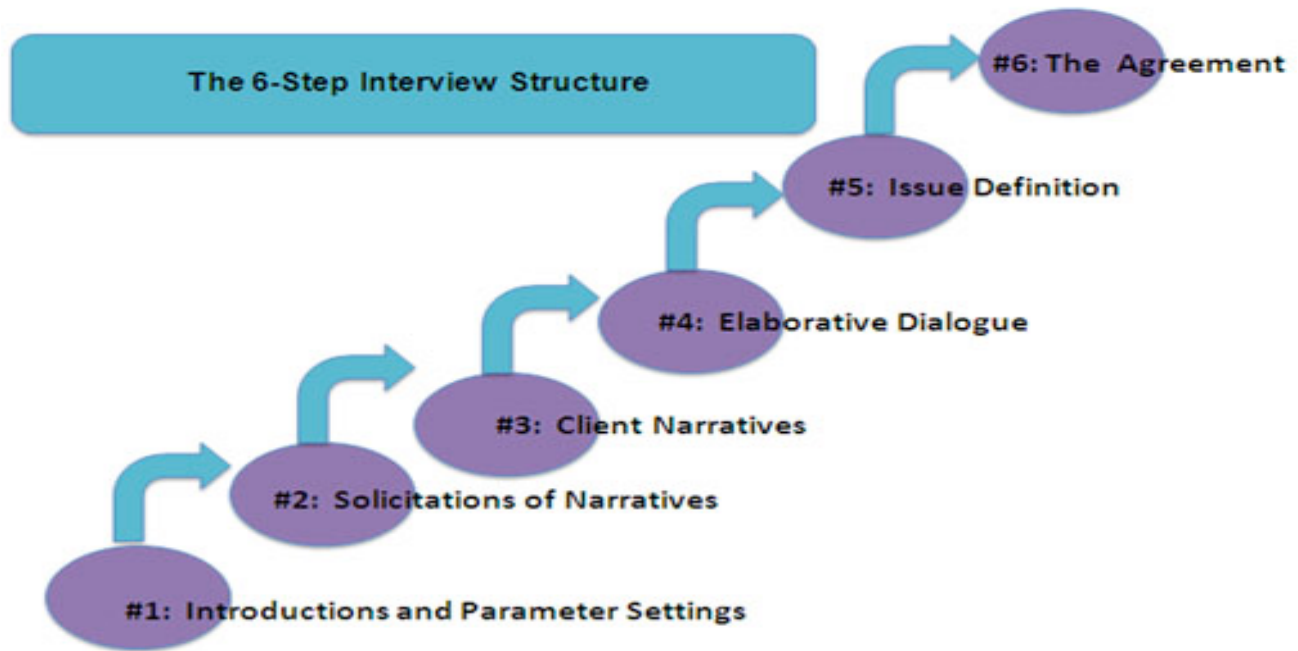 The 6-Step Interview Structure
#6: The Agreement
#5: Issue Definition
#4: Elaborative Dialogue
#3: Client Narratives
#2: Solicitations of Narratives
#1: Introductions and Parameter Settings